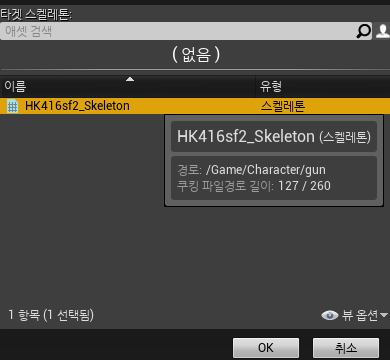 타겟 스켈레톤:
애셋 검색
( 없음 )
이름 유형
HK416sf2_Skeleton 스켈레톤
HK416sf2_Skeleton (스켈레톤)
경로: /Game/Character/gun
쿠킹 파일경로 길이: 127 / 260
1 항목 (1 선택됨) 뷰 옵션
OK 취소